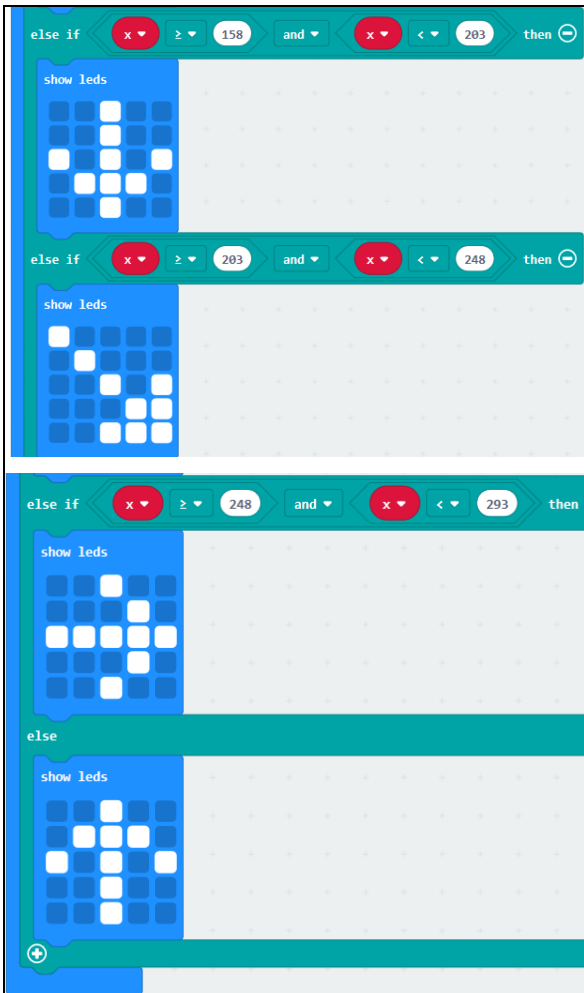 else if x ≥ 158 and x < 203 then
show leds
else if x ≥ 203 and x < 248 then
show leds
else if x ≥ 248 and x < 293 then
show leds
else
show leds